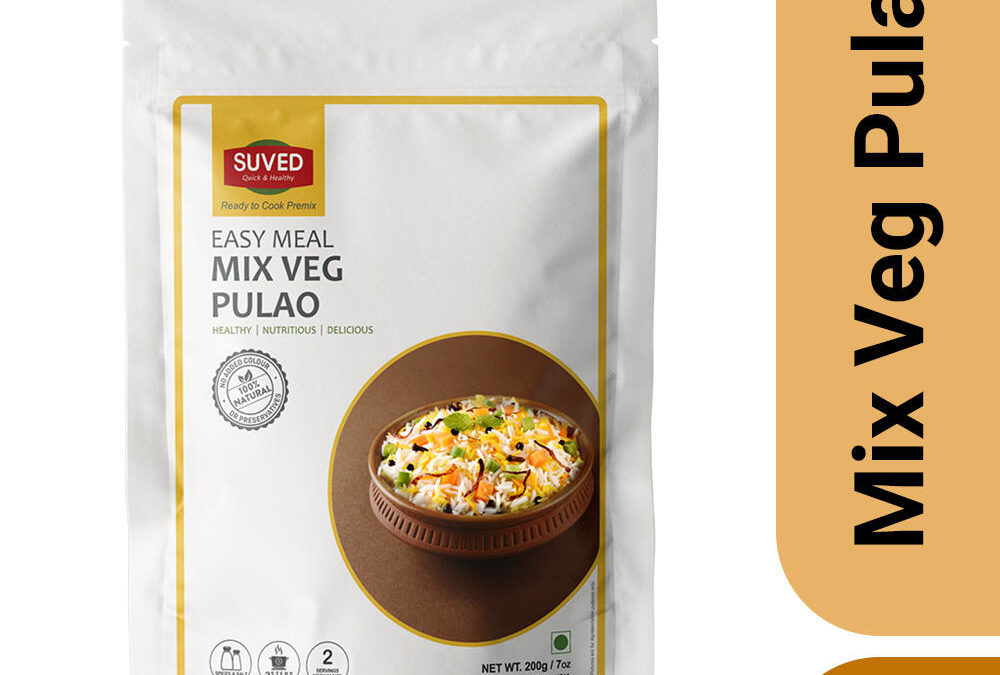 SUVED
Quick & Healthy
Ready to Cook Premix
EASY MEAL
MIX VEG
PULAO
HEALTHY | NUTRITIOUS | DELICIOUS
NO ADDED COLOUR
100%
NATURAL
OR PRESERVATIVES
2
SERVINGS
NET WT. 200g / 7oz
Mix Veg Pula